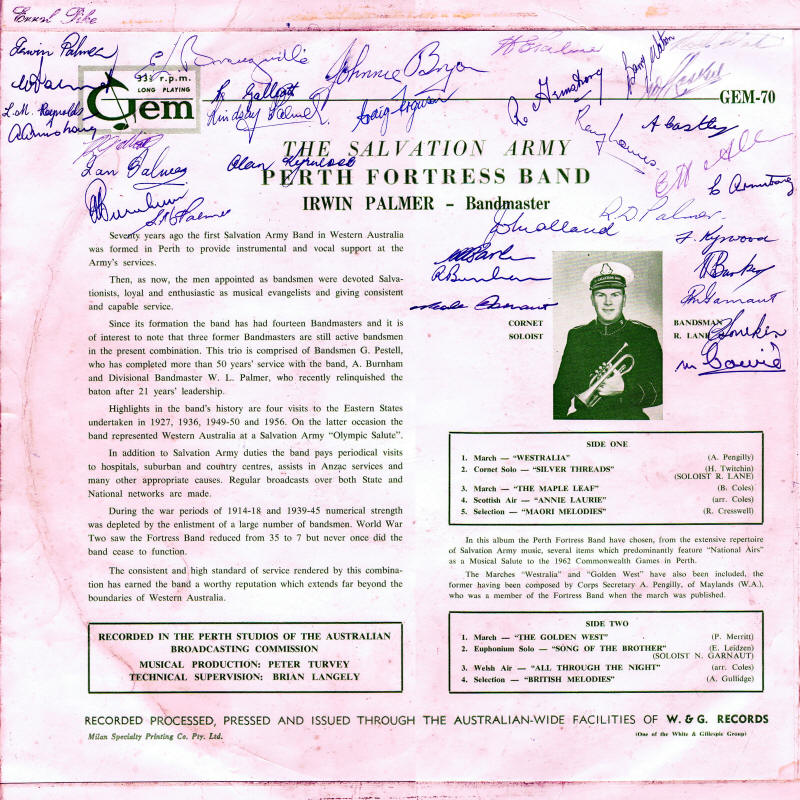 Errol Pike
Irwin Palmer
Johnnie Bryon
Barry Watson
L. M. Reynolds
A Armstrong
Lindsay Palmer
Craig
R. Armstrong
A Castley
Ian Palmer
Alan
L Armstrong
R.D Palmer
R Burnham
33⅓ r.p.m.
LONG PLAYING
Gem
GEM-70
THE SALVATION ARMY
PERTH FORTRESS BAND
IRWIN PALMER – Bandmaster
Seventy years ago the first Salvation Army Band in Western Australia
was formed in Perth to provide instrumental and vocal support at the
Army's services.
Then, as now, the men appointed as bandsmen were devoted Salva-
tionists, loyal and enthusiastic as musical evangelists and giving consistent
and capable service.
Since its formation the band has had fourteen Bandmasters and it is
of interest to note that three former Bandmasters are still active bandsmen
in the present combination. This trio is comprised of Bandsmen G. Pestell,
who has completed more than 50 years' service with the band, A. Burnham
and Divisional Bandmaster W. L. Palmer, who recently relinquished the
baton after 21 years' leadership.
Highlights in the band's history are four visits to the Eastern States
undertaken in 1927, 1936, 1949-50 and 1956. On the latter occasion the
band represented Western Australia at a Salvation Army "Olympic Salute".
In addition to Salvation Army duties the band pays periodical visits
to hospitals, suburban and country centres, assists in Anzac services and
many other appropriate causes. Regular broadcasts over both State and
National networks are made.
During the war periods of 1914-18 and 1939-45 numerical strength
was depleted by the enlistment of a large number of bandsmen. World War
Two saw the Fortress Band reduced from 35 to 7 but never once did the
band cease to function.
The consistent and high standard of service rendered by this combina-
tion has earned the band a worthy reputation which extends far beyond the
boundaries of Western Australia.
RECORDED IN THE PERTH STUDIOS OF THE AUSTRALIAN
BROADCASTING COMMISSION
MUSICAL PRODUCTION: PETER TURVEY
TECHNICAL SUPERVISION: BRIAN LANGELY
CORNET
SOLOIST
BANDSMAN
R. LANE
SIDE ONE
1. March — "WESTRALIA" (A. Pengilly)
2. Cornet Solo — "SILVER THREADS" (H. Twitchin)
(SOLOIST R. LANE)
3. March — "THE MAPLE LEAF" (B. Coles)
4. Scottish Air — "ANNIE LAURIE" (arr. Coles)
5. Selection — "MAORI MELODIES" (R. Cresswell)
In this album the Perth Fortress Band have chosen, from the extensive repertoire
of Salvation Army music, several items which predominantly feature "National Airs"
as a Musical Salute to the 1962 Commonwealth Games in Perth.
The Marches "Westralia" and "Golden West" have also been included, the
former having been composed by Corps Secretary A. Pengilly, of Maylands (W.A.),
who was a member of the Fortress Band when the march was published.
SIDE TWO
1. March — "THE GOLDEN WEST" (P. Merritt)
2. Euphonium Solo — "SONG OF THE BROTHER" (E. Leidzen)
(SOLOIST N. GARNAUT)
3. Welsh Air — "ALL THROUGH THE NIGHT" (arr. Coles)
4. Selection — "BRITISH MELODIES" (A. Gullidge)
RECORDED PROCESSED, PRESSED AND ISSUED THROUGH THE AUSTRALIAN-WIDE FACILITIES OF W. & G. RECORDS
Milan Specialty Printing Co. Pty. Ltd.
(One of the White & Gillespie Group)